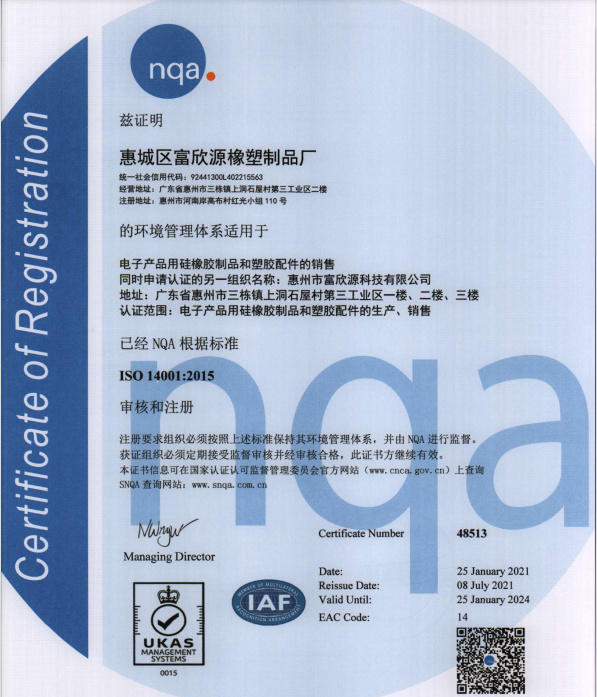 Certificate of Registration
nqa.
兹证明
惠城区富欣源橡塑制品厂
统一社会信用代码：92441300L402215563
经营地址：广东省惠州市三栋镇上洞石屋村第三工业区二楼
注册地址：惠州市河南岸高布村红光小组 110 号
的环境管理体系适用于
电子产品用硅橡胶制品和塑胶配件的销售
同时申请认证的另一组织名称：惠州市富欣源科技有限公司
地址：广东省惠州市三栋镇上洞石屋村第三工业区一楼、二楼、三楼
认证范围：电子产品用硅橡胶制品和塑胶配件的生产、销售
已经 NQA 根据标准
ISO 14001:2015
审核和注册
注册要求组织必须按照上述标准保持其环境管理体系，并由 NQA 进行监督。
获证组织必须定期接受监督审核并经审核合格，此证书方继续有效。
本证书信息可在国家认证认可监督管理委员会官方网站（www.cnca.gov.cn）上查询
SNQA 查询网站：www.snqa.com.cn
nqa
Managing Director
Certificate Number 48513
Date: 25 January 2021
Reissue Date: 08 July 2021
Valid Until: 25 January 2024
EAC Code: 14
UKAS
MANAGEMENT
SYSTEMS
0015
MEMBER OF MULTILATERAL
IAF
RECOGNITION ARRANGEMENT